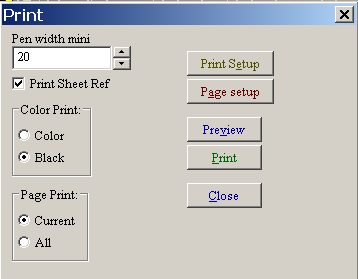 Print
Pen width mini
20
Print Sheet Ref
Color Print:
Color
Black
Page Print:
Current
All
Print Setup
Page setup
Preview
Print
Close